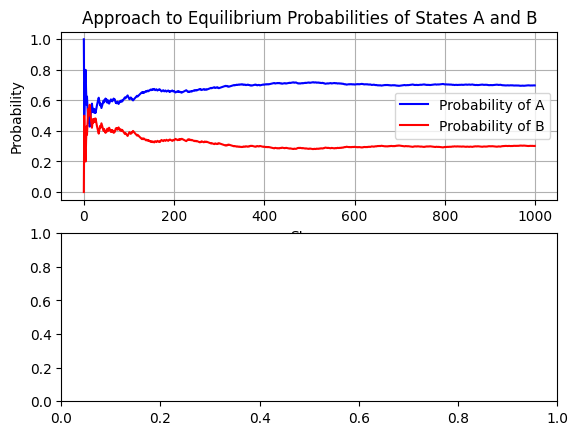 Approach to Equilibrium Probabilities of States A and B
1.0
0.8
0.6
0.4
0.2
0.0
Probability
Probability of A
Probability of B
0 200 400 600 800 1000
1.0
0.8
0.6
0.4
0.2
0.0
0.0 0.2 0.4 0.6 0.8 1.0